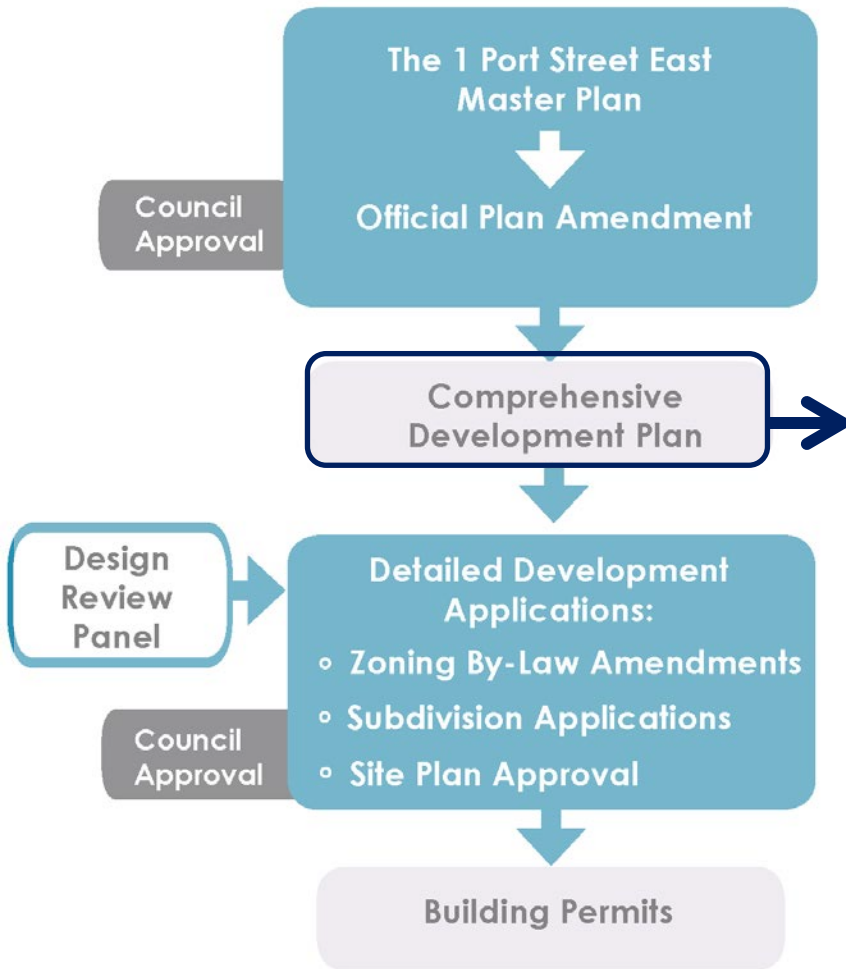 The 1 Port Street East
Master Plan
Council
Approval
Official Plan Amendment
Comprehensive
Development Plan
Design
Review
Panel
Detailed Development
Applications:
Zoning By-Law Amendments
Subdivision Applications
Site Plan Approval
Council
Approval
Building Permits